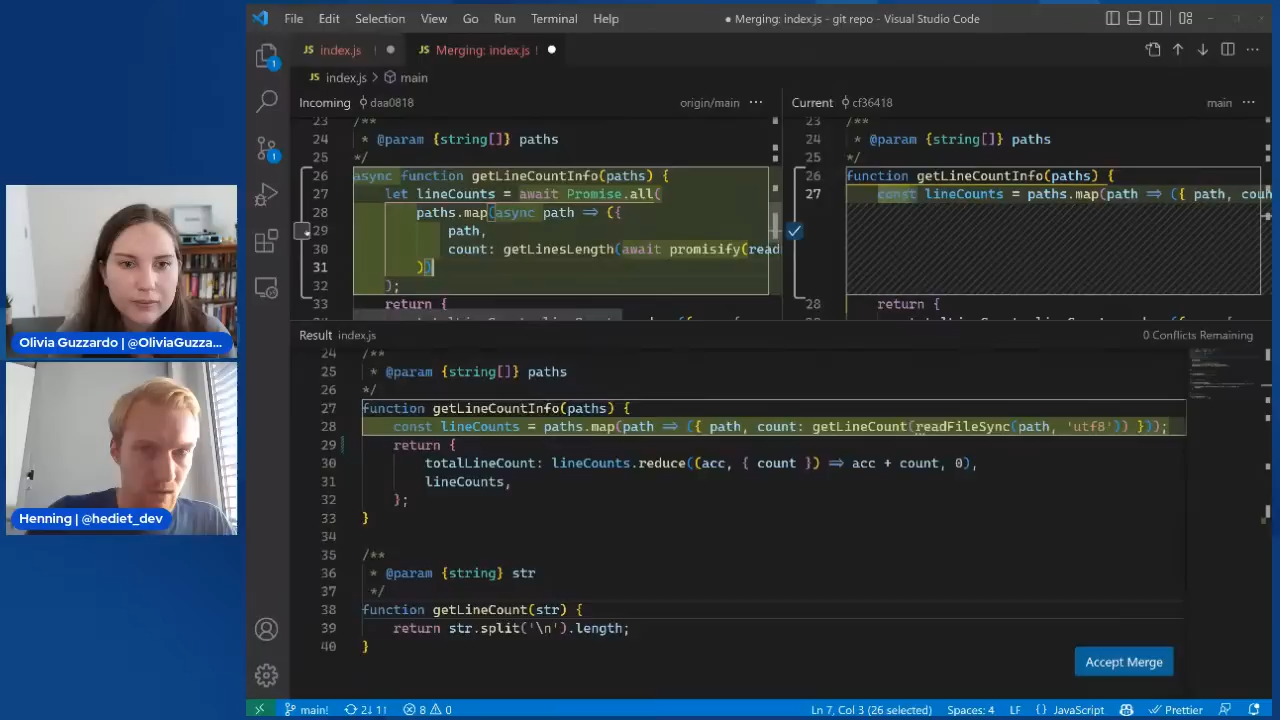 File Edit Selection View Go Run Terminal Help
● Merging: index.js - git repo - Visual Studio Code
JS index.js ! ●
JS Merging: index.js ! ●
JS index.js > main
Incoming daa0818 origin/main ···
23 /**
24 * @param {string[]} paths
25 */
26 async function getLineCountInfo(paths) {
27 let lineCounts = await Promise.all(
28 paths.map(async path => ({
29 path,
30 count: getLinesLength(await promisify(read
31 }))
32 );
33 return {
Current cf36418 main ···
23 /**
24 * @param {string[]} paths
25 */
26 function getLineCountInfo(paths) {
27 const lineCounts = paths.map(path => ({ path, coun
28 return {
Result index.js 0 Conflicts Remaining
24 /**
25 * @param {string[]} paths
26 */
27 function getLineCountInfo(paths) {
28 const lineCounts = paths.map(path => ({ path, count: getLineCount(readFileSync(path, 'utf8')) }));
29 return {
30 totalLineCount: lineCounts.reduce((acc, { count }) => acc + count, 0),
31 lineCounts,
32 };
33 }
34
35 /**
36 * @param {string} str
37 */
38 function getLineCount(str) {
39 return str.split('\n').length;
40 }
Accept Merge
1
1
Olivia Guzzardo | @OliviaGuzza...
Henning | @hediet_dev
main! 2↓ 1↑ 8 0 Ln 7, Col 3 (26 selected) Spaces: 4 LF {} JavaScript Prettier